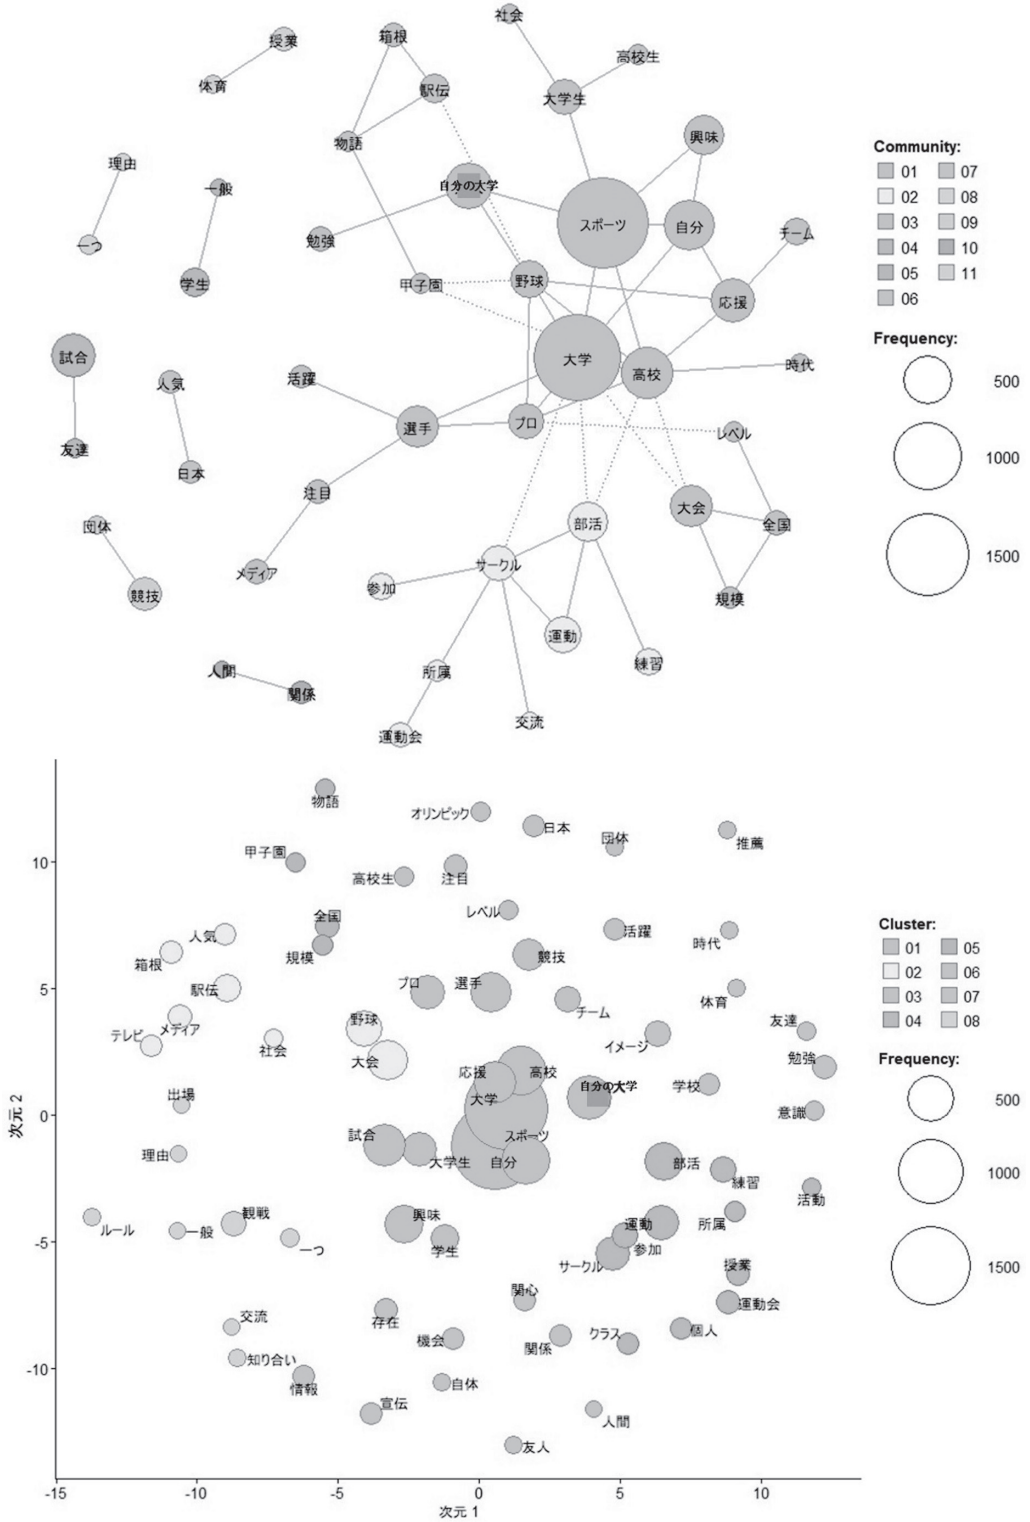 社会
授業
箱根
高校生
体育
駅伝
大学生
興味
物語
理由
一般
自分の大学
スポーツ
自分
チーム
一つ
勉強
学生
甲子園
野球
応援
試合
大学
高校
時代
人気
活躍
選手
プロ
レベル
友達
日本
注目
大会
全国
団体
部活
メディア
サークル
参加
競技
規模
運動
人間
所属
練習
関係
運動会
交流
Community:
01 07
02 08
03 09
04 10
05 11
06
Frequency:
500
1000
1500
物語
オリンピック
日本
団体
推薦
甲子園
高校生
注目
10
レベル
全国
人気
規模
活躍
時代
箱根
競技
駅伝
プロ
選手
体育
5
チーム
テレビ
メディア
野球
社会
イメージ
友達
大会
勉強
応援
高校
自分の大学
学校
出場
大学
意識
0
試合
スポーツ
理由
大学生
自分
部活
練習
活動
観戦
興味
ルール
一般
一つ
学生
運動
所属
参加
-5
サークル
授業
関心
運動会
交流
存在
機会
クラス
個人
知り合い
関係
情報
自体
-10
宣伝
人間
友人
-15
-10
-5
0
5
10
次元 1
次元 2
Cluster:
01 05
02 06
03 07
04 08
Frequency:
500
1000
1500